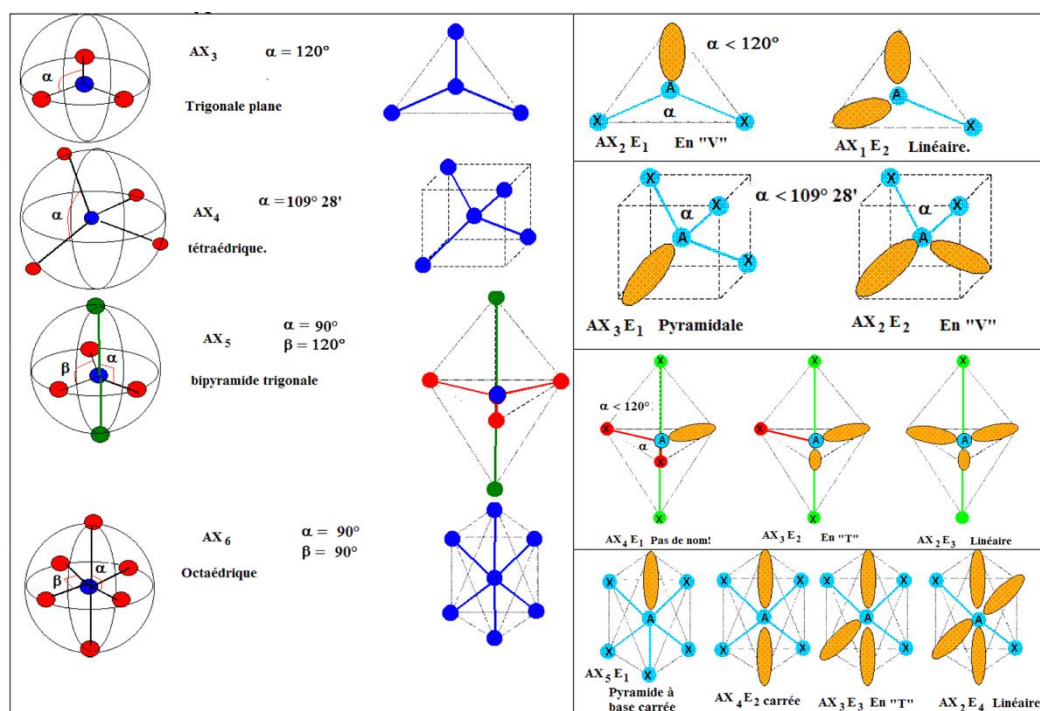 AX3 α = 120°
α
Trigonale plane
AX4 α = 109° 28'
α
tétraédrique.
AX5 α = 90°
β = 120°
β α
bipyramide trigonale
AX6 α = 90°
β = 90°
β α
Octaédrique
α < 120°
A
α
X X
AX2 E1 En "V"
A
X
AX1 E2 Linéaire.
X
α < 109° 28'
α X
A
X
AX3 E1 Pyramidale
X
α X
A
AX2 E2 En "V"
X
α < 120°
X A
α
X
X
AX4 E1 Pas de nom!
X
X A
X
AX3 E2 En "T"
X
A
AX2 E3 Linéaire
X X
A
X X
X
AX5 E1
Pyramide à
base carrée
X X
A
X X
AX4 E2 carrée
X X
A
X
AX3 E3 En "T"
X
A
X
AX2 E4 Linéaire